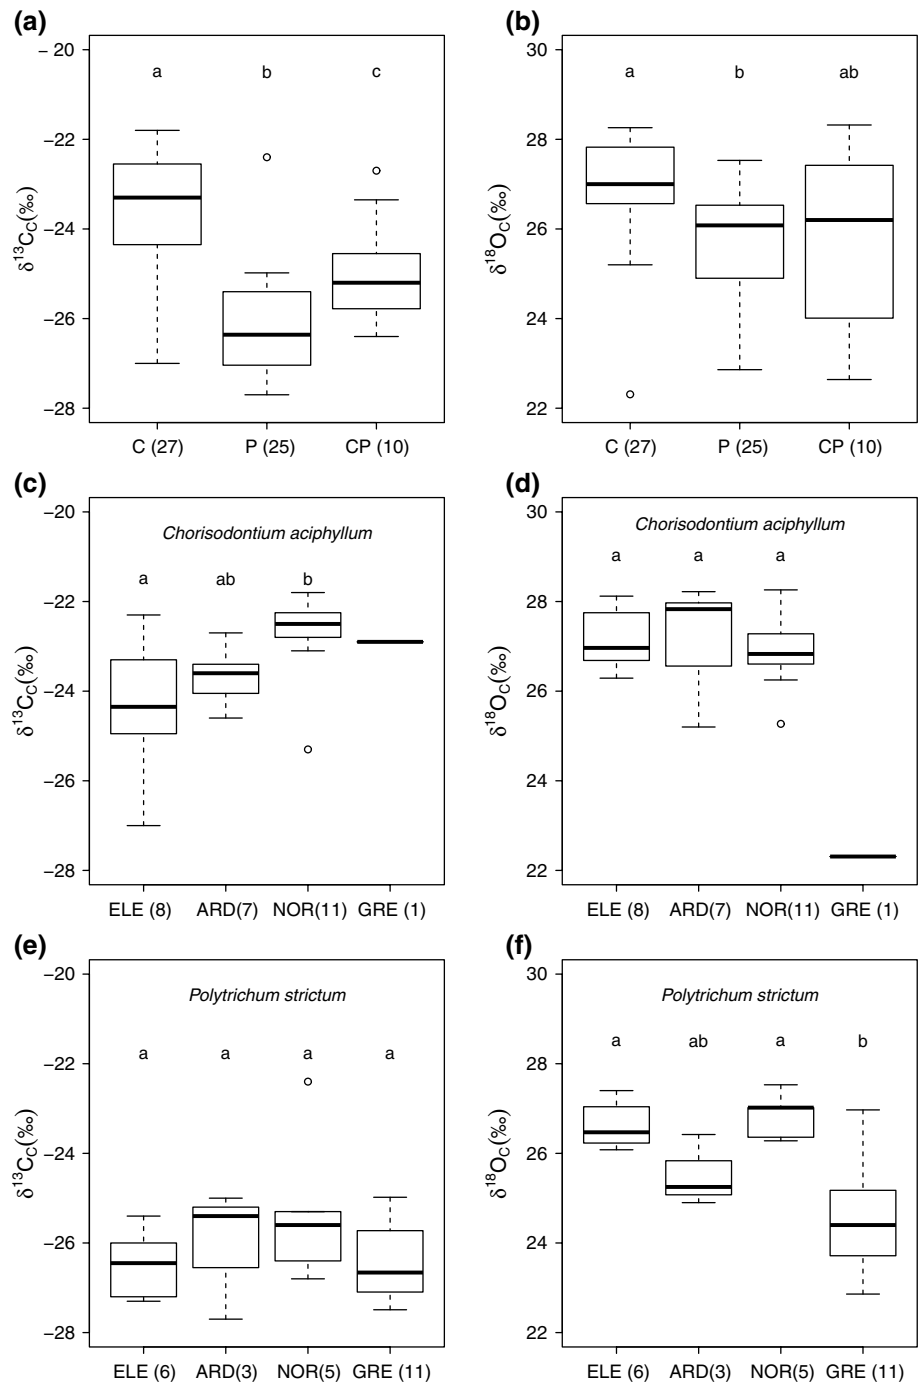 (a)
– 20
−22
−24
−26
−28
δ13CC(‰)
a b c
C (27) P (25) CP (10)
(b)
30
28
26
24
22
δ18OC(‰)
a b ab
C (27) P (25) CP (10)
(c)
−20
−22
−24
−26
−28
δ13CC(‰)
Chorisodontium aciphyllum
a ab b
ELE (8) ARD(7) NOR(11) GRE (1)
(d)
30
28
26
24
22
δ18OC(‰)
Chorisodontium aciphyllum
a a a
ELE (8) ARD(7) NOR(11) GRE (1)
(e)
−20
−22
−24
−26
−28
δ13CC(‰)
Polytrichum strictum
a a a a
ELE (6) ARD(3) NOR(5) GRE (11)
(f)
30
28
26
24
22
δ18OC(‰)
Polytrichum strictum
a ab a b
ELE (6) ARD(3) NOR(5) GRE (11)